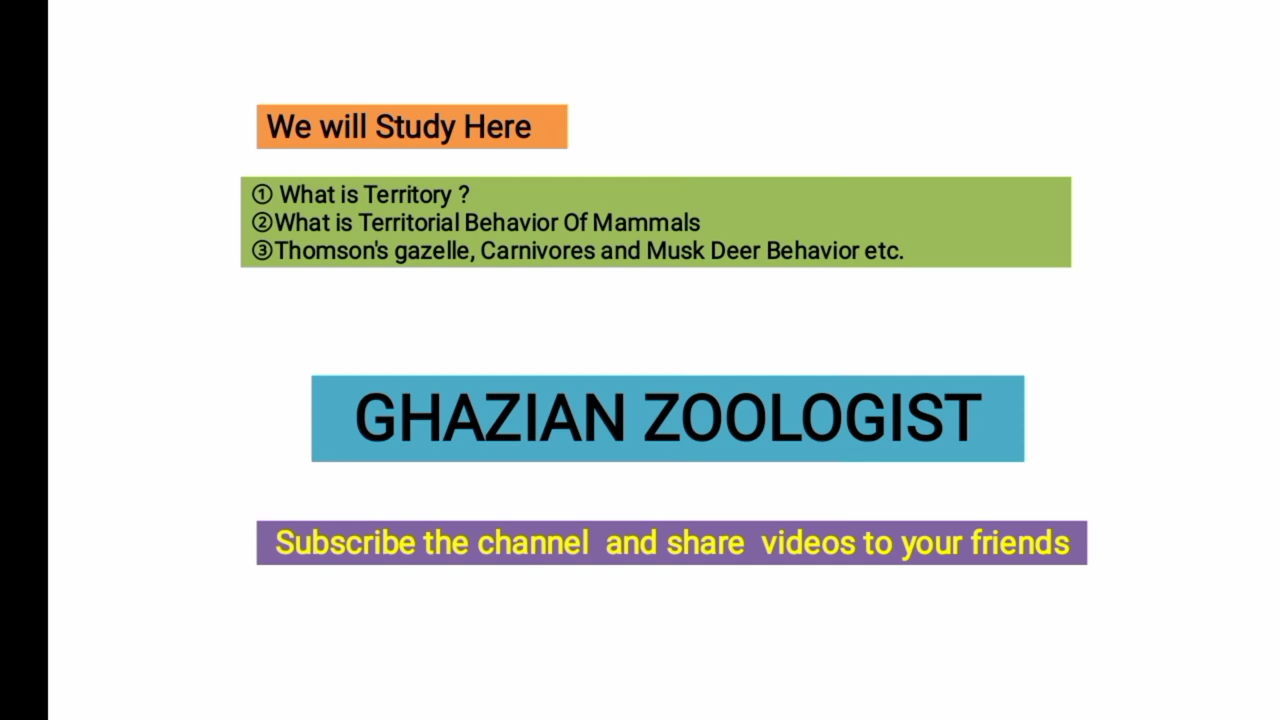 We will Study Here
① What is Territory ?
②What is Territorial Behavior Of Mammals
③Thomson's gazelle, Carnivores and Musk Deer Behavior etc.
GHAZIAN ZOOLOGIST
Subscribe the channel and share videos to your friends